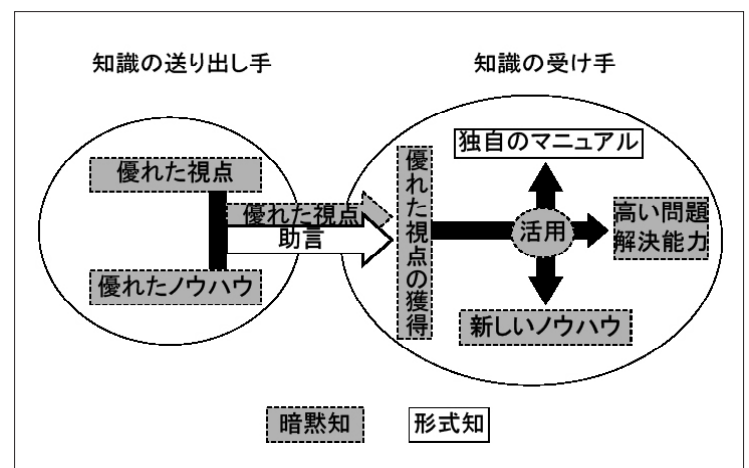 知識の送り出し手
知識の受け手
優れた視点
優れたノウハウ
優れた視点
助言
優れた視点の獲得
独自のマニュアル
活用
高い問題
解決能力
新しいノウハウ
暗黙知
形式知